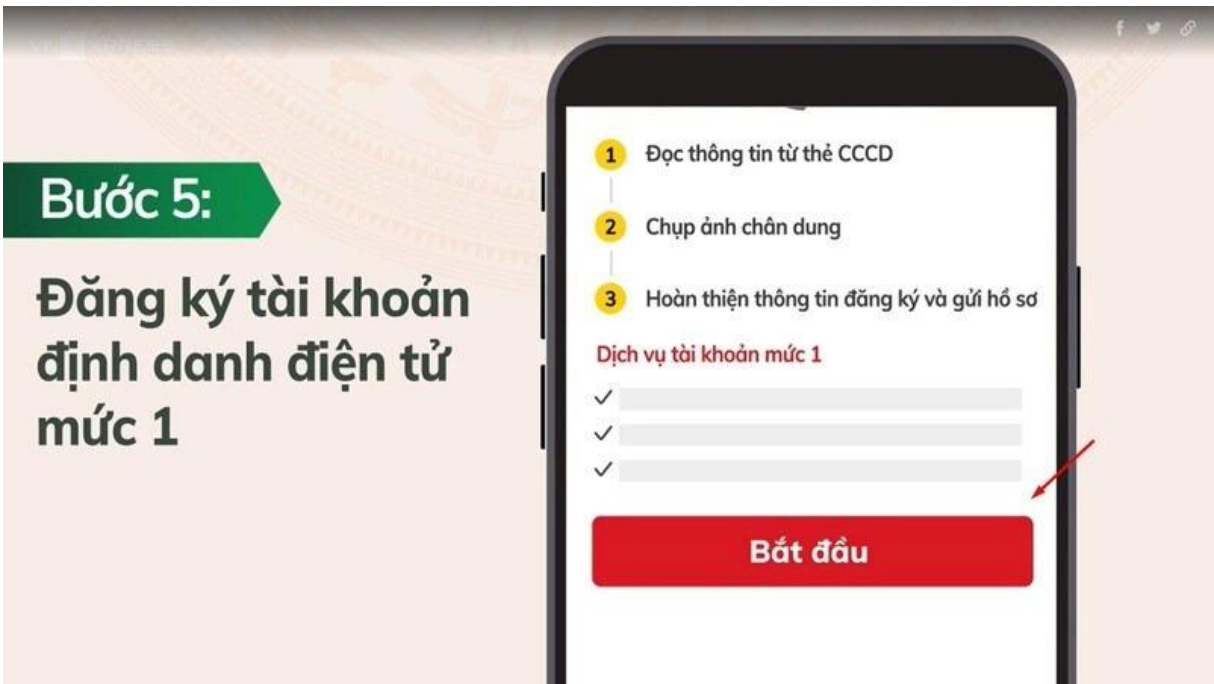 Bước 5:
Đăng ký tài khoản
định danh điện tử
mức 1
1 Đọc thông tin từ thẻ CCCD
2 Chụp ảnh chân dung
3 Hoàn thiện thông tin đăng ký và gửi hồ sơ
Dịch vụ tài khoản mức 1
Bắt đầu